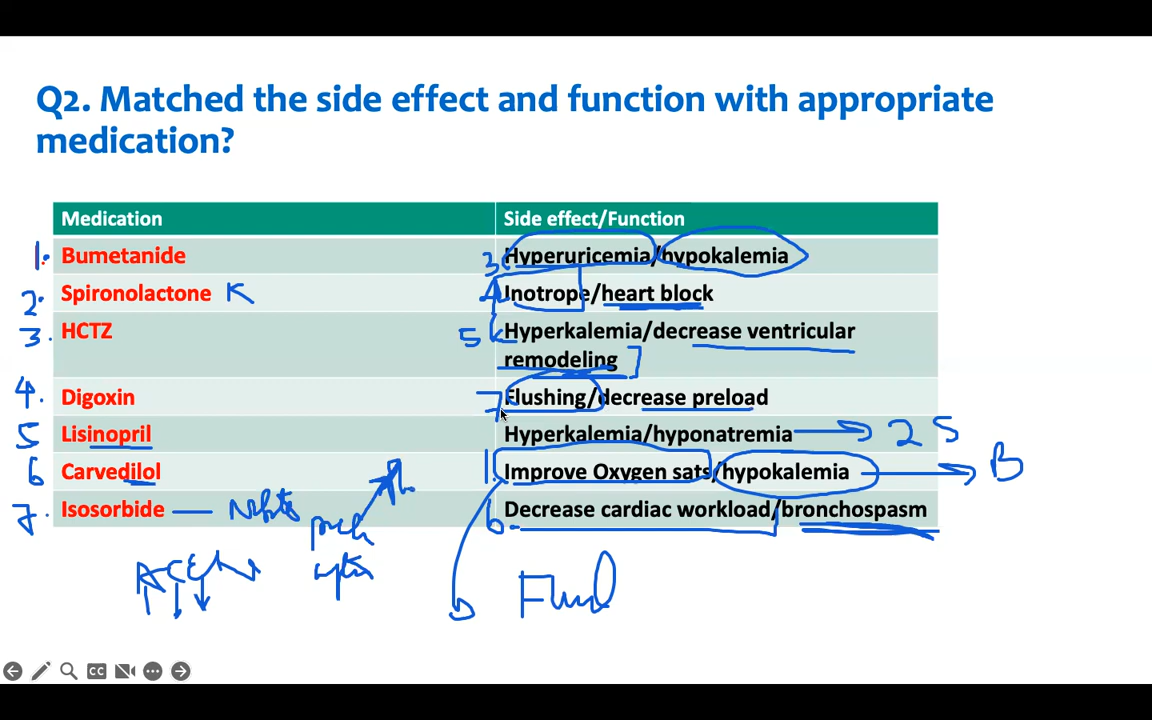 Q2. Matched the side effect and function with appropriate
medication?
Medication Side effect/Function
1. Bumetanide 3 Hyperuricemia/hypokalemia
2. Spironolactone K 4 Inotrope/heart block
3. HCTZ 5 Hyperkalemia/decrease ventricular
remodeling
4. Digoxin 7 Flushing/decrease preload
5 Lisinopril Hyperkalemia/hyponatremia 2 S
6 Carvedilol 1. Improve Oxygen sats/hypokalemia B
7. Isosorbide 6 Decrease cardiac workload/bronchospasm
Fluid
CC